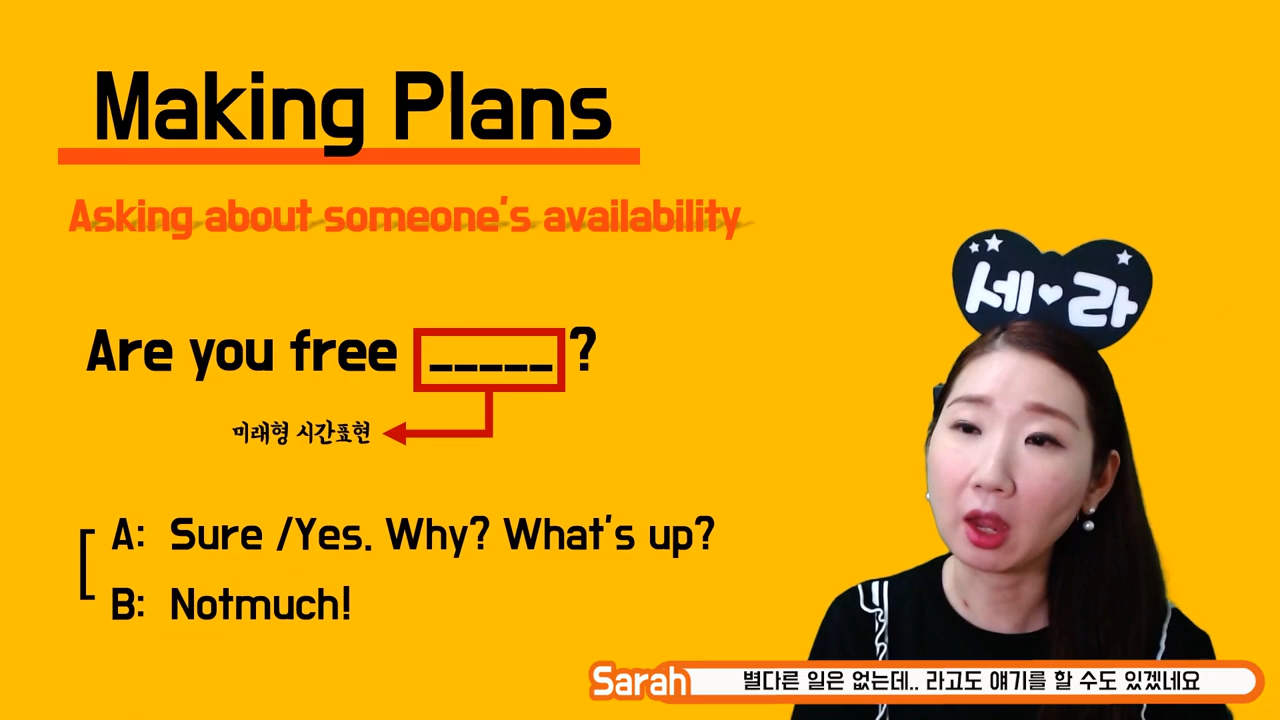 Making Plans
Asking about someone's availability
세♥라
Are you free _____ ?
미래형 시간표현
A: Sure /Yes. Why? What's up?
B: Notmuch!
Sarah 별다른 일은 없는데.. 라고도 얘기를 할 수도 있겠네요